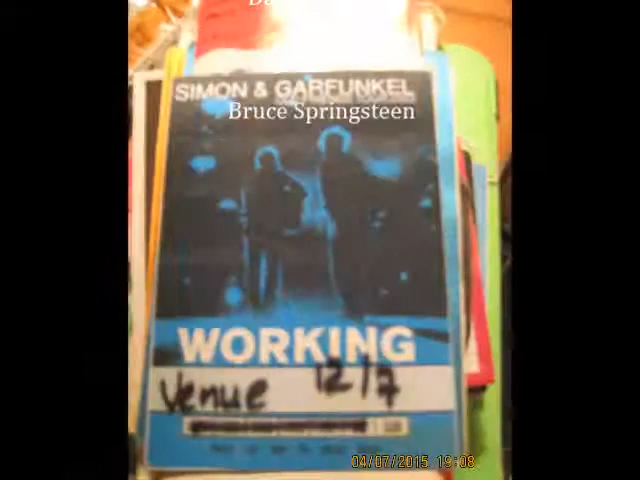 SIMON & GARFUNKEL
Bruce Springsteen
WORKING
Venue 12/7
04/07/2015 19:08